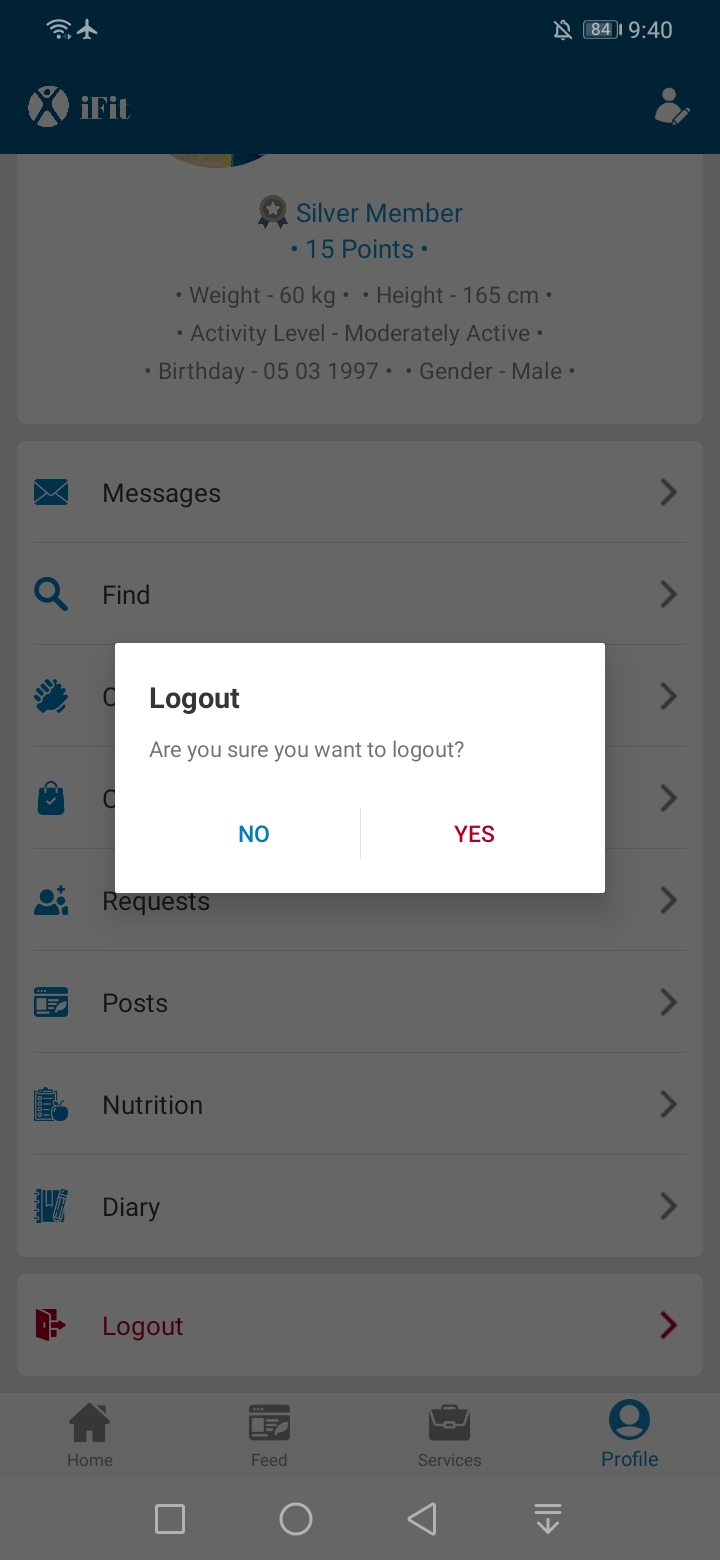 84 9:40
iFit
Silver Member
• 15 Points •
• Weight - 60 kg • • Height - 165 cm •
• Activity Level - Moderately Active •
• Birthday - 05 03 1997 • • Gender - Male •
Messages
Find
Logout
Are you sure you want to logout?
NO YES
Requests
Posts
Nutrition
Diary
Logout
Home Feed Services Profile